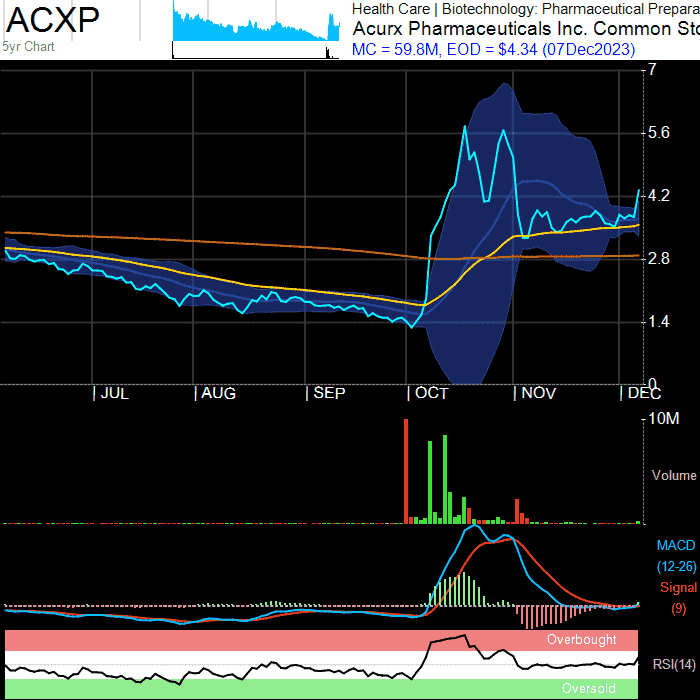 ACXP
5yr Chart
Health Care | Biotechnology: Pharmaceutical Prepara
Acurx Pharmaceuticals Inc. Common Sto
MC = 59.8M, EOD = $4.34 (07Dec2023)
7
5.6
4.2
2.8
1.4
0
JUL
AUG
SEP
OCT
NOV
DEC
10M
Volume
MACD
(12-26)
Signal
(9)
Overbought
RSI(14)
Oversold